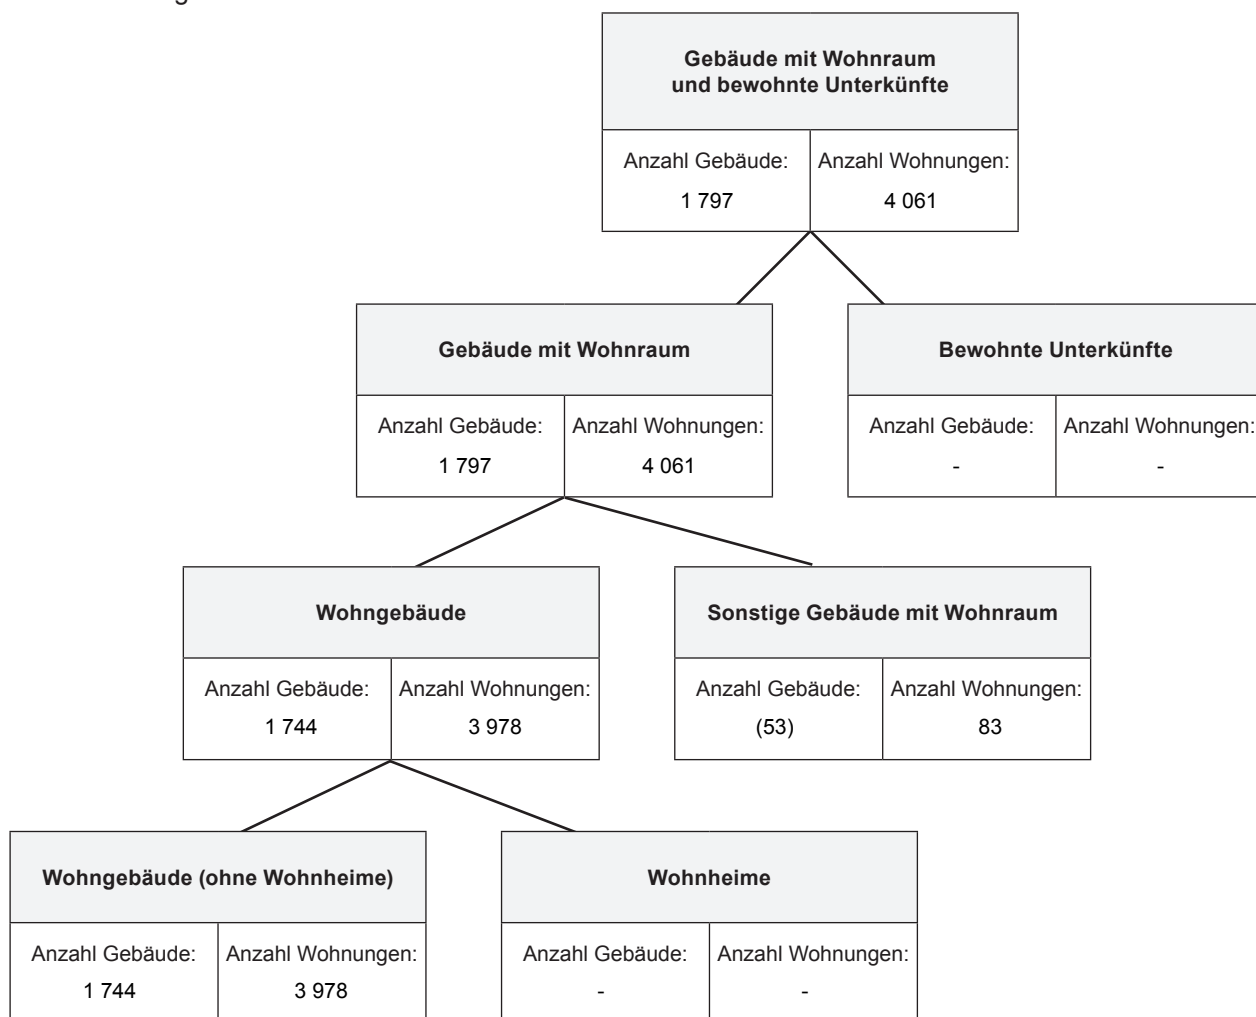 Gebäude mit Wohnraum
und bewohnte Unterkünfte
Anzahl Gebäude: Anzahl Wohnungen:
1 797 4 061
Gebäude mit Wohnraum Bewohnte Unterkünfte
Anzahl Gebäude: Anzahl Wohnungen: Anzahl Gebäude: Anzahl Wohnungen:
1 797 4 061 - -
Wohngebäude Sonstige Gebäude mit Wohnraum
Anzahl Gebäude: Anzahl Wohnungen: Anzahl Gebäude: Anzahl Wohnungen:
1 744 3 978 (53) 83
Wohngebäude (ohne Wohnheime) Wohnheime
Anzahl Gebäude: Anzahl Wohnungen: Anzahl Gebäude: Anzahl Wohnungen:
1 744 3 978 - -